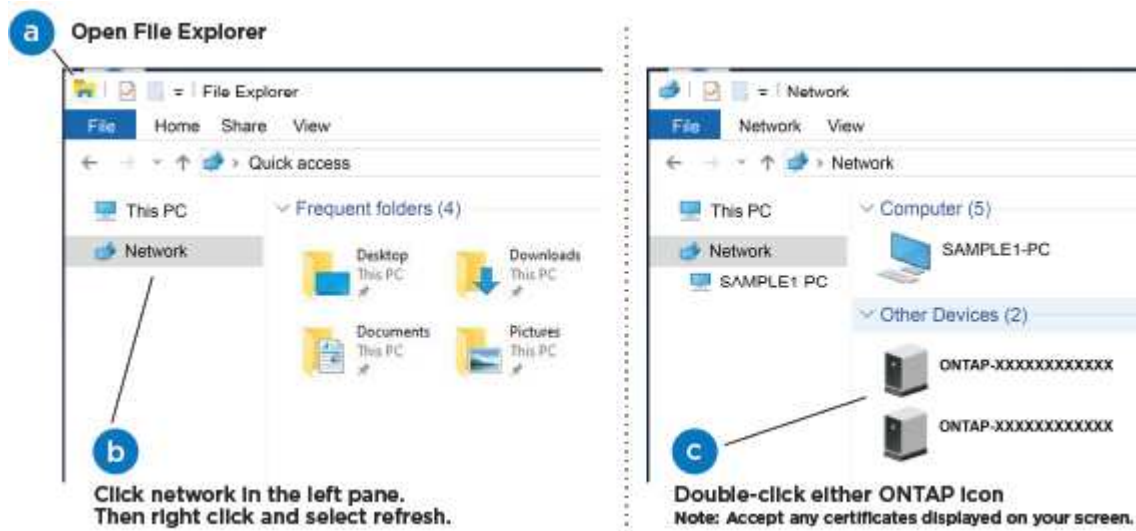 a Open File Explorer
File Explorer
File Home Share View
Quick access
This PC
Network
Frequent folders (4)
Desktop
This PC
Downloads
This PC
Documents
This PC
Pictures
This PC
b
Click network in the left pane.
Then right click and select refresh.
Network
File Network View
Network
This PC
Network
SAMPLE1 PC
Computer (5)
SAMPLE1-PC
Other Devices (2)
ONTAP-XXXXXXXXXXXX
ONTAP-XXXXXXXXXXXX
c
Double-click either ONTAP icon
Note: Accept any certificates displayed on your screen.